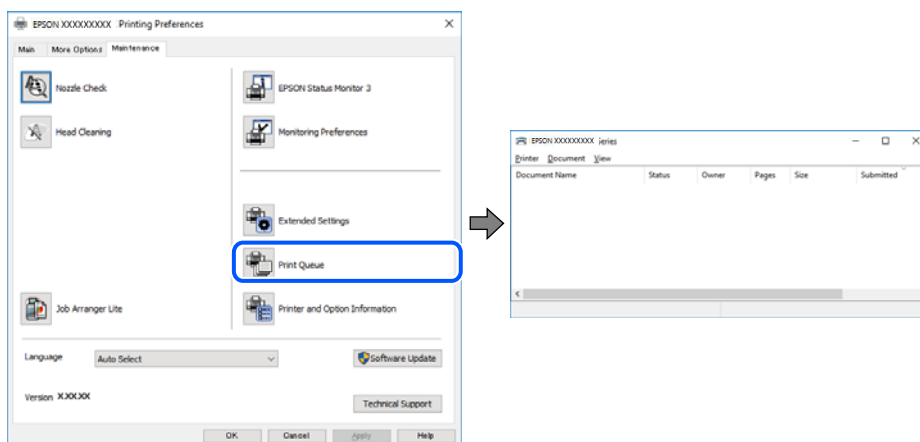 EPSON XXXXXXXXX Printing Preferences
Main More Options Maintenance
Nozzle Check
Head Cleaning
Job Arranger Lite
EPSON Status Monitor 3
Monitoring Preferences
Extended Settings
Print Queue
Printer and Option Information
Language Auto Select Software Update
Version X.XX.XX
Technical Support
OK Cancel Apply Help
EPSON XXXXXXXXX ieries
Printer Document View
Document Name Status Owner Pages Size Submitted